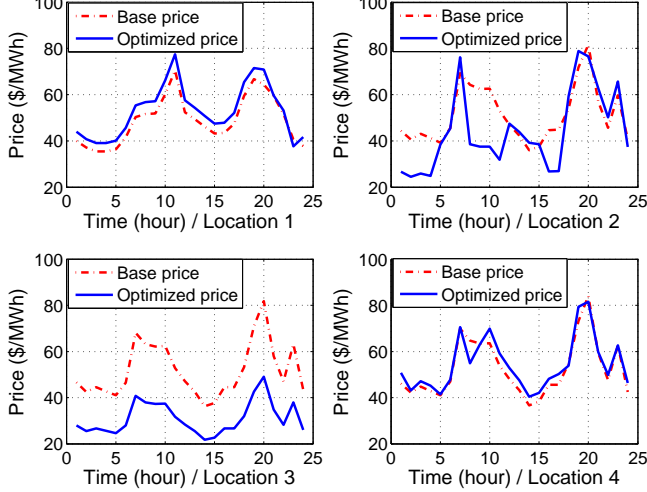 100
80
60
40
20
Price ($/MWh)
Base price
Optimized price
0 5 10 15 20 25
Time (hour) / Location 1
100
80
60
40
20
Price ($/MWh)
Base price
Optimized price
0 5 10 15 20 25
Time (hour) / Location 2
100
80
60
40
20
Price ($/MWh)
Base price
Optimized price
0 5 10 15 20 25
Time (hour) / Location 3
100
80
60
40
20
Price ($/MWh)
Base price
Optimized price
0 5 10 15 20 25
Time (hour) / Location 4